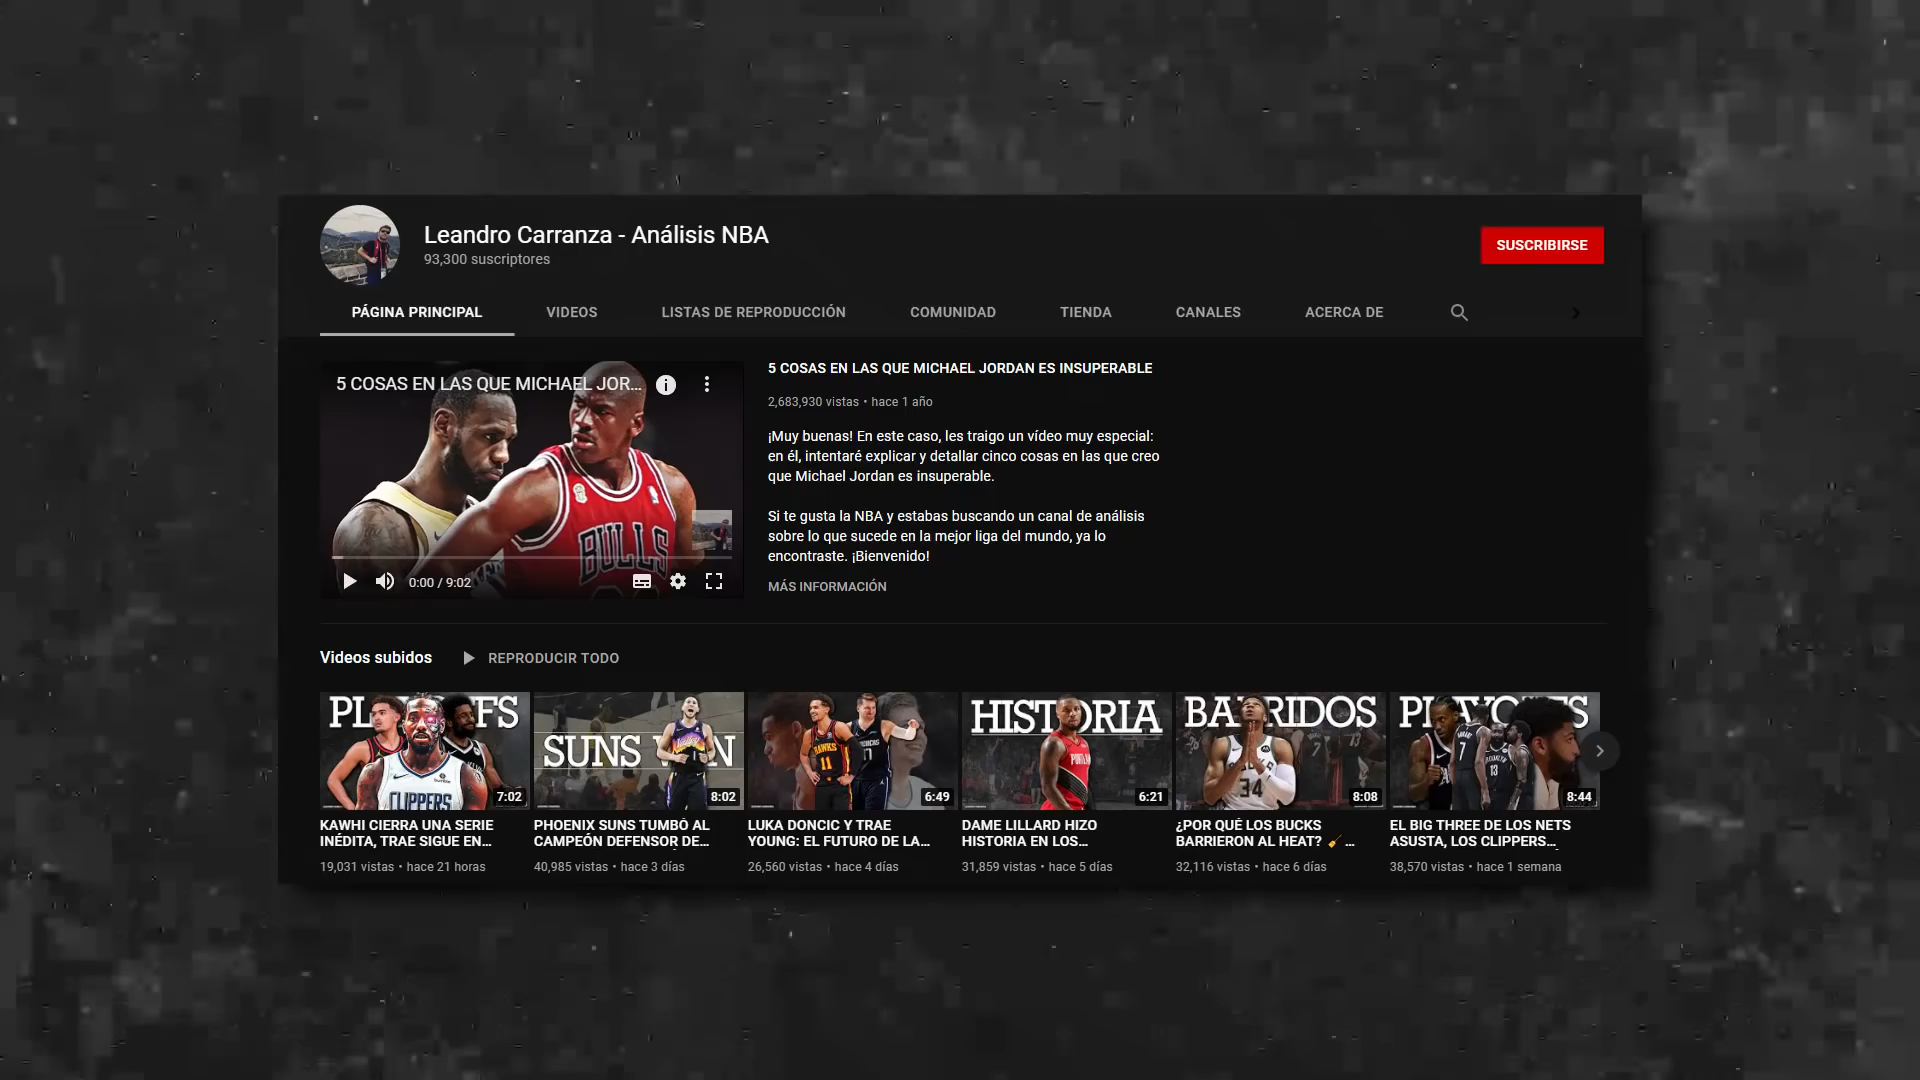 Leandro Carranza - Análisis NBA
93,300 suscriptores
SUSCRIBIRSE
PÁGINA PRINCIPAL
VIDEOS
LISTAS DE REPRODUCCIÓN
COMUNIDAD
TIENDA
CANALES
ACERCA DE
5 COSAS EN LAS QUE MICHAEL JOR...
BULLS
0:00 / 9:02
5 COSAS EN LAS QUE MICHAEL JORDAN ES INSUPERABLE
2,683,930 vistas • hace 1 año
¡Muy buenas! En este caso, les traigo un vídeo muy especial:
en él, intentaré explicar y detallar cinco cosas en las que creo
que Michael Jordan es insuperable.
Si te gusta la NBA y estabas buscando un canal de análisis
sobre lo que sucede en la mejor liga del mundo, ya lo
encontraste. ¡Bienvenido!
MÁS INFORMACIÓN
Videos subidos
REPRODUCIR TODO
CLIPPERS
7:02
KAWHI CIERRA UNA SERIE
INÉDITA, TRAE SIGUE EN...
19,031 vistas • hace 21 horas
SUNS
8:02
PHOENIX SUNS TUMBÓ AL
CAMPEÓN DEFENSOR DE...
40,985 vistas • hace 3 días
HAWKS
11
6:49
LUKA DONCIC Y TRAE
YOUNG: EL FUTURO DE LA...
26,560 vistas • hace 4 días
HISTORIA
6:21
DAME LILLARD HIZO
HISTORIA EN LOS...
31,859 vistas • hace 5 días
BARRIDOS
34
8:08
¿POR QUÉ LOS BUCKS
BARRIERON AL HEAT? 🧹 ...
32,116 vistas • hace 6 días
PLAYOFFS
7
13
8:44
EL BIG THREE DE LOS NETS
ASUSTA, LOS CLIPPERS...
38,570 vistas • hace 1 semana